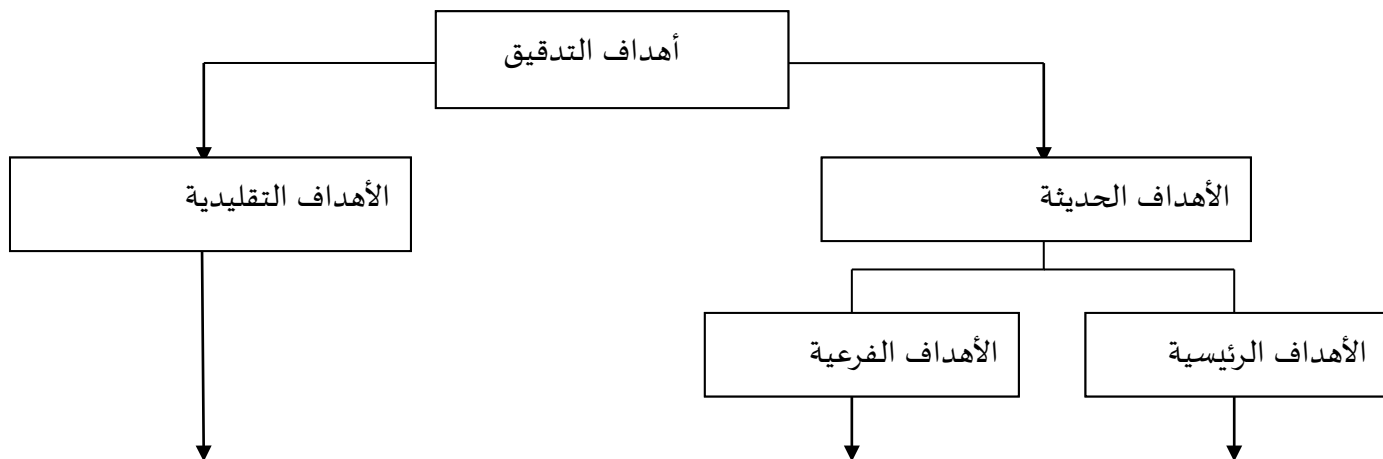 أهداف التدقيق
الأهداف الحديثة
الأهداف التقليدية
الأهداف الرئيسية
الأهداف الفرعية